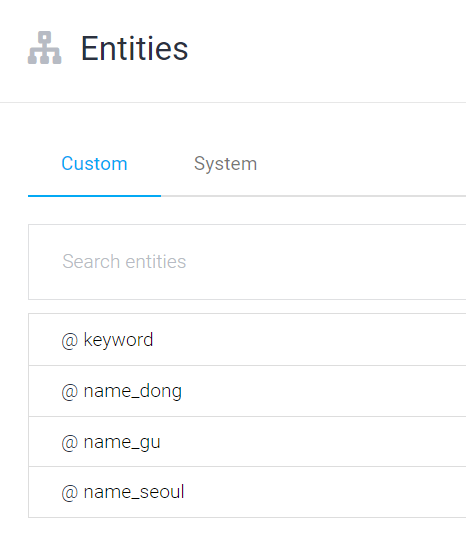 Entities
Custom System
Search entities
@ keyword
@ name_dong
@ name_gu
@ name_seoul